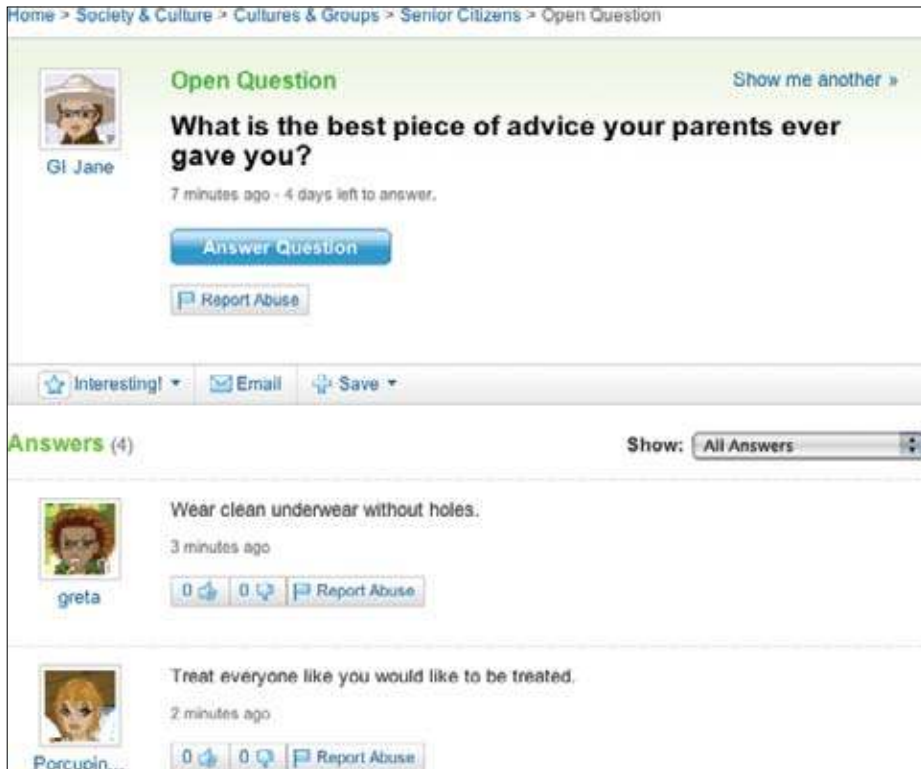 Home > Society & Culture > Cultures & Groups > Senior Citizens > Open Question
Open Question
Show me another »
What is the best piece of advice your parents ever
gave you?
GI Jane
7 minutes ago - 4 days left to answer.
Answer Question
Report Abuse
Interesting! Email Save
Answers (4)
Show: All Answers
Wear clean underwear without holes.
3 minutes ago
greta
0 0 Report Abuse
Treat everyone like you would like to be treated.
2 minutes ago
Porcupin...
0 0 Report Abuse